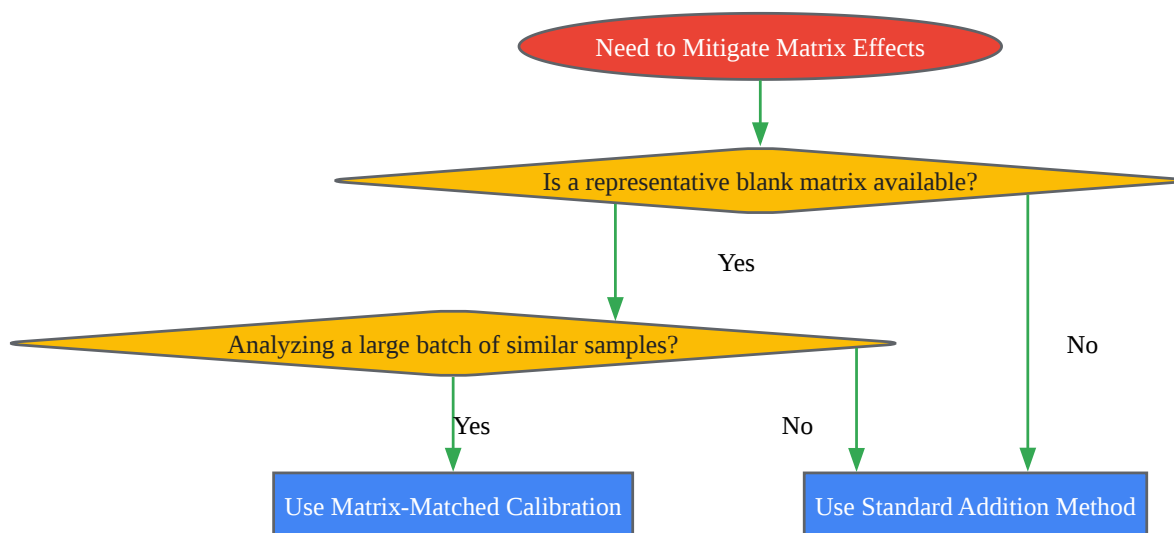 Need to Mitigate Matrix Effects
Is a representative blank matrix available?
Yes
Analyzing a large batch of similar samples?
No
Yes
No
Use Matrix-Matched Calibration
Use Standard Addition Method